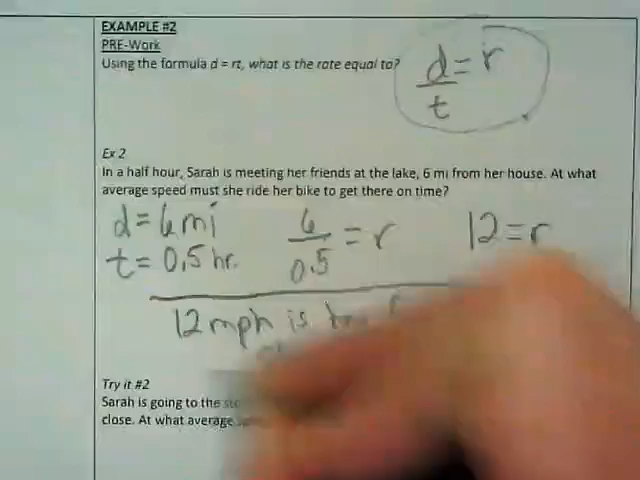 EXAMPLE #2
PRE-Work
Using the formula d = rt, what is the rate equal to?
d/t = r
Ex 2
In a half hour, Sarah is meeting her friends at the lake, 6 mi from her house. At what
average speed must she ride her bike to get there on time?
d = 6 mi
t = 0.5 hr.
6/0.5 = r
12 = r
12 mph is
Try it #2
Sarah is going to the
close. At what average